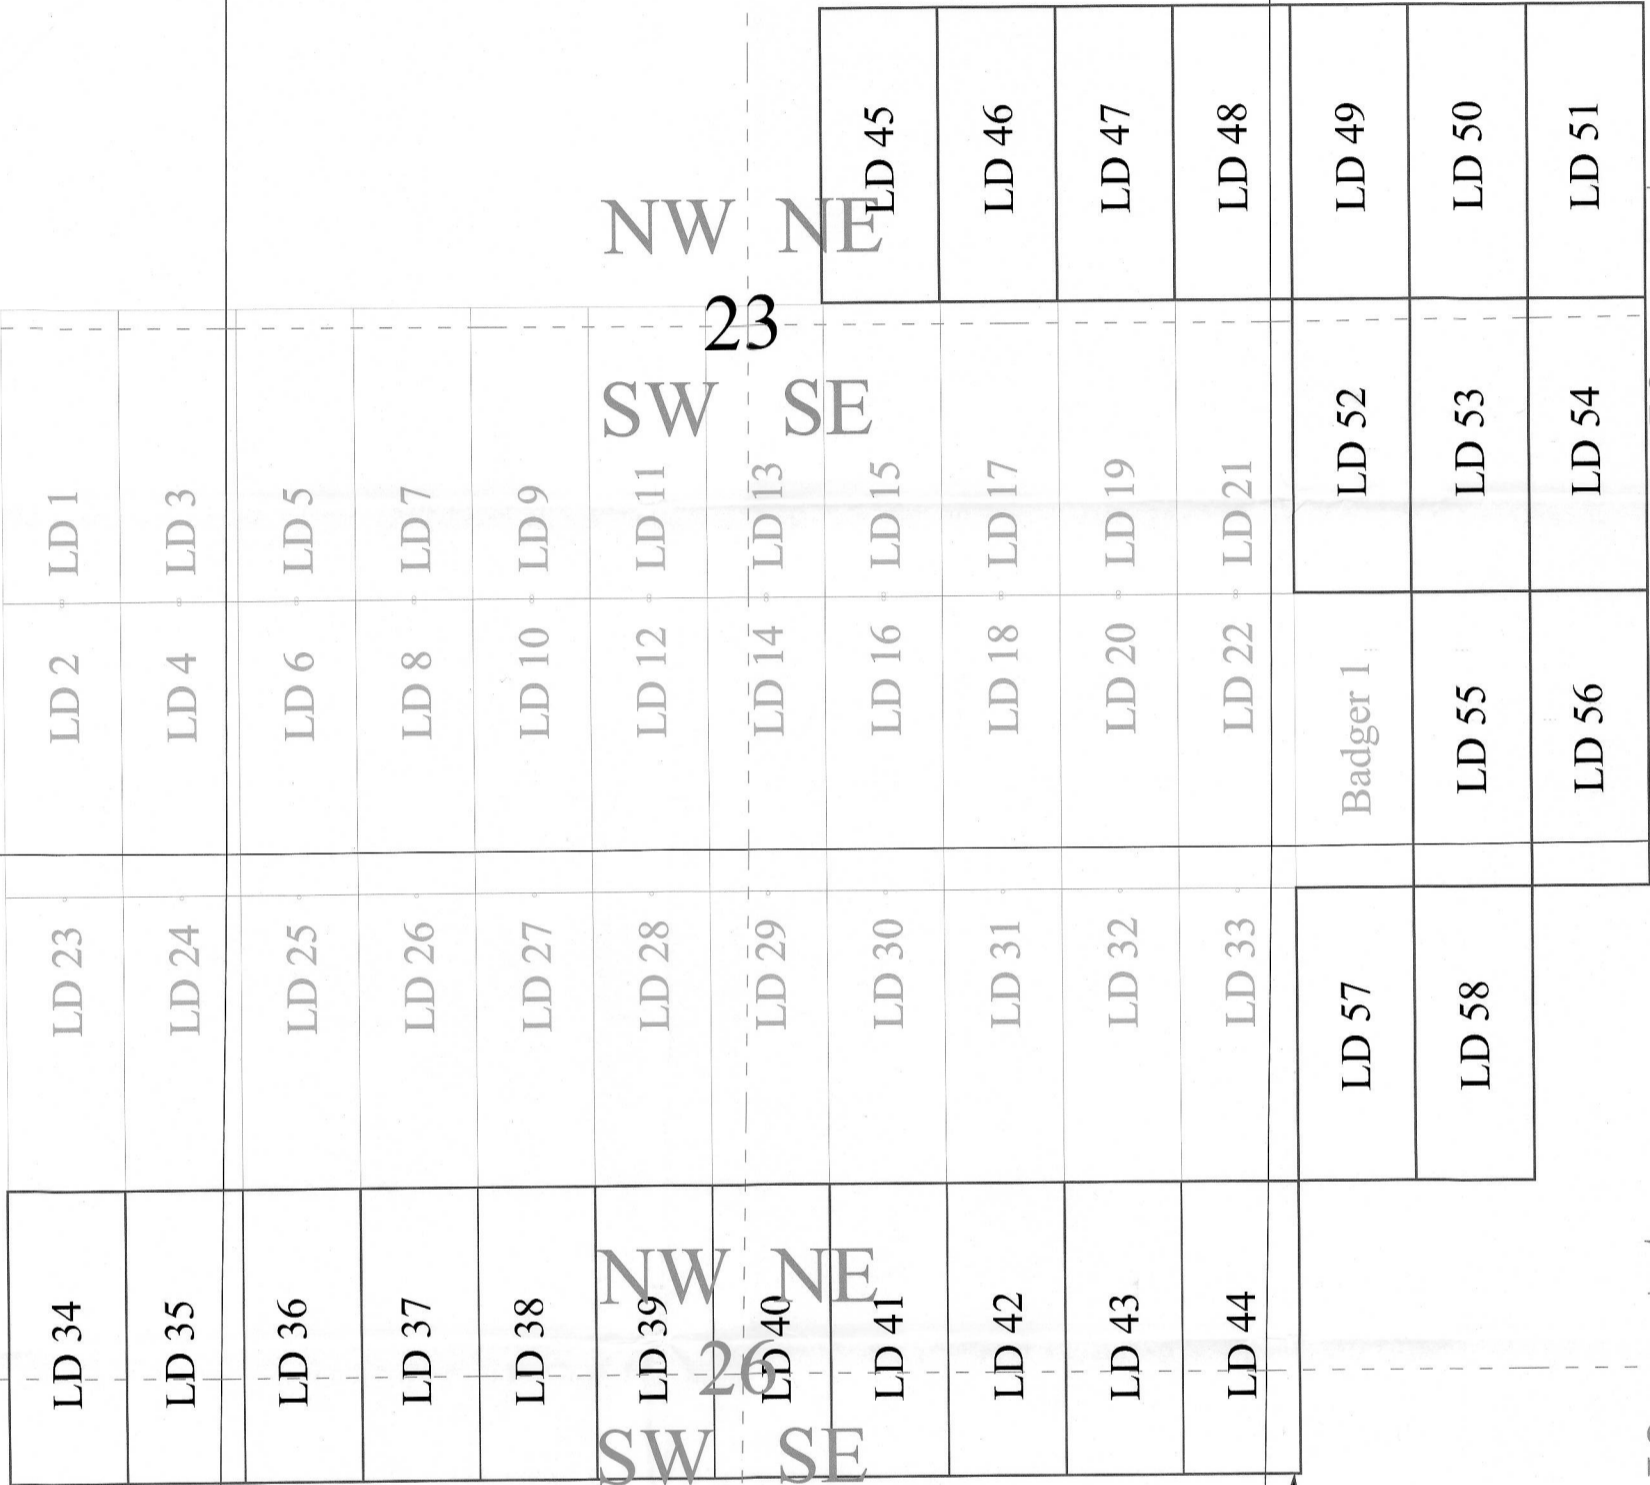 LD 45 LD 46 LD 47 LD 48 LD 49 LD 50 LD 51
NW NE
23
SW SE
LD 52 LD 53 LD 54
LD 1 LD 3 LD 5 LD 7 LD 9 LD 11 LD 13 LD 15 LD 17 LD 19 LD 21
LD 2 LD 4 LD 6 LD 8 LD 10 LD 12 LD 14 LD 16 LD 18 LD 20 LD 22 Badger 1 LD 55 LD 56
LD 23 LD 24 LD 25 LD 26 LD 27 LD 28 LD 29 LD 30 LD 31 LD 32 LD 33 LD 57 LD 58
NW NE
LD 34 LD 35 LD 36 LD 37 LD 38 LD 39 LD 40 LD 41 LD 42 LD 43 LD 44
26
SW SE